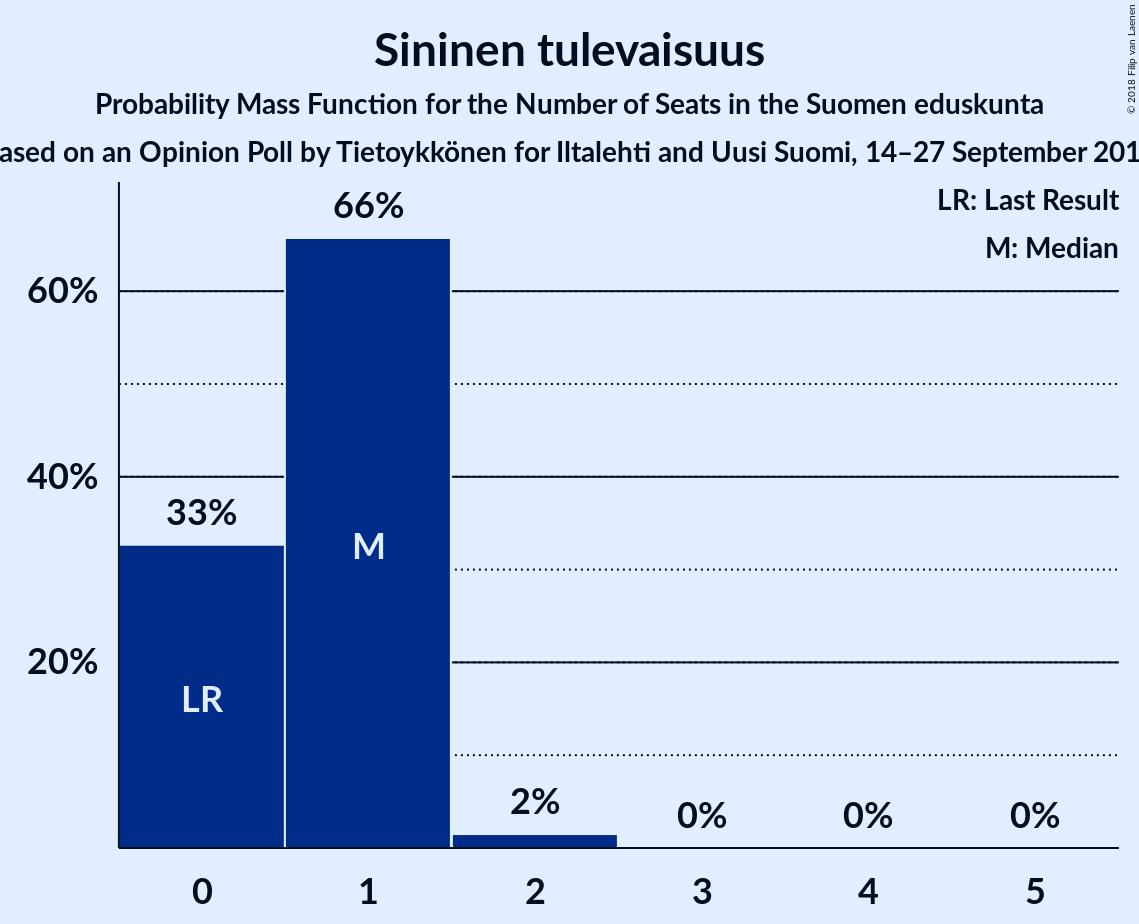 Sininen tulevaisuus
Probability Mass Function for the Number of Seats in the Suomen eduskunta
ased on an Opinion Poll by Tietoykkönen for Iltalehti and Uusi Suomi, 14–27 September 201
© 2018 Filip van Laenen
LR: Last Result
M: Median
66%
60%
40%
33%
M
20%
LR
2%
0%
0%
0%
0
1
2
3
4
5